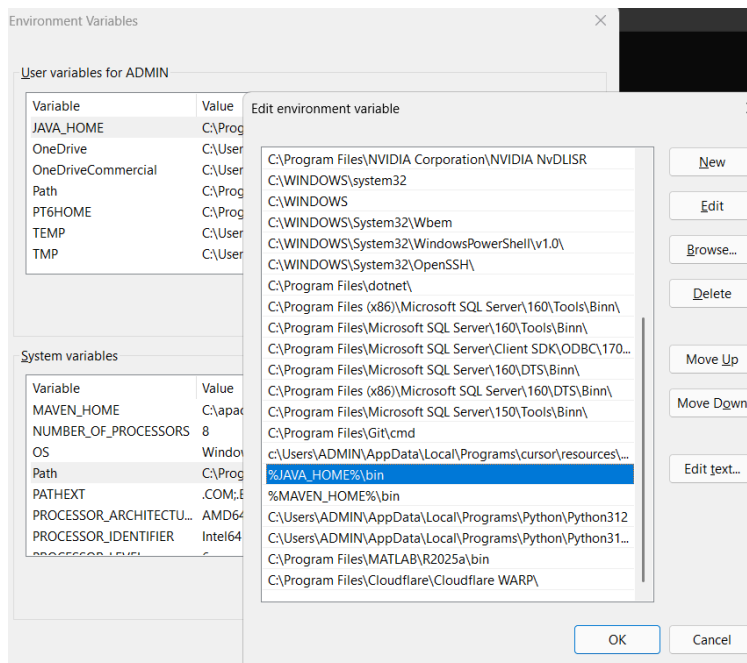 Environment Variables
User variables for ADMIN
Variable Value
JAVA_HOME C:\Prog
OneDrive C:\User
OneDriveCommercial C:\User
Path C:\Prog
PT6HOME C:\Prog
TEMP C:\User
TMP C:\User
System variables
Variable Value
MAVEN_HOME C:\apac
NUMBER_OF_PROCESSORS 8
OS Window
Path C:\Prog
PATHEXT .COM;.E
PROCESSOR_ARCHITECTU... AMD64
PROCESSOR_IDENTIFIER Intel64
PROCESSOR_LEVEL 6
Edit environment variable
C:\Program Files\NVIDIA Corporation\NVIDIA NvDLISR
C:\WINDOWS\system32
C:\WINDOWS
C:\WINDOWS\System32\Wbem
C:\WINDOWS\System32\WindowsPowerShell\v1.0\
C:\WINDOWS\System32\OpenSSH\
C:\Program Files\dotnet\
C:\Program Files (x86)\Microsoft SQL Server\160\Tools\Binn\
C:\Program Files\Microsoft SQL Server\160\Tools\Binn\
C:\Program Files\Microsoft SQL Server\Client SDK\ODBC\170...
C:\Program Files\Microsoft SQL Server\160\DTS\Binn\
C:\Program Files (x86)\Microsoft SQL Server\160\DTS\Binn\
C:\Program Files\Microsoft SQL Server\150\Tools\Binn\
C:\Program Files\Git\cmd
c:\Users\ADMIN\AppData\Local\Programs\cursor\resources\...
%JAVA_HOME%\bin
%MAVEN_HOME%\bin
C:\Users\ADMIN\AppData\Local\Programs\Python\Python312
C:\Users\ADMIN\AppData\Local\Programs\Python\Python31...
C:\Program Files\MATLAB\R2025a\bin
C:\Program Files\Cloudflare\Cloudflare WARP\
New
Edit
Browse...
Delete
Move Up
Move Down
Edit text...
OK
Cancel